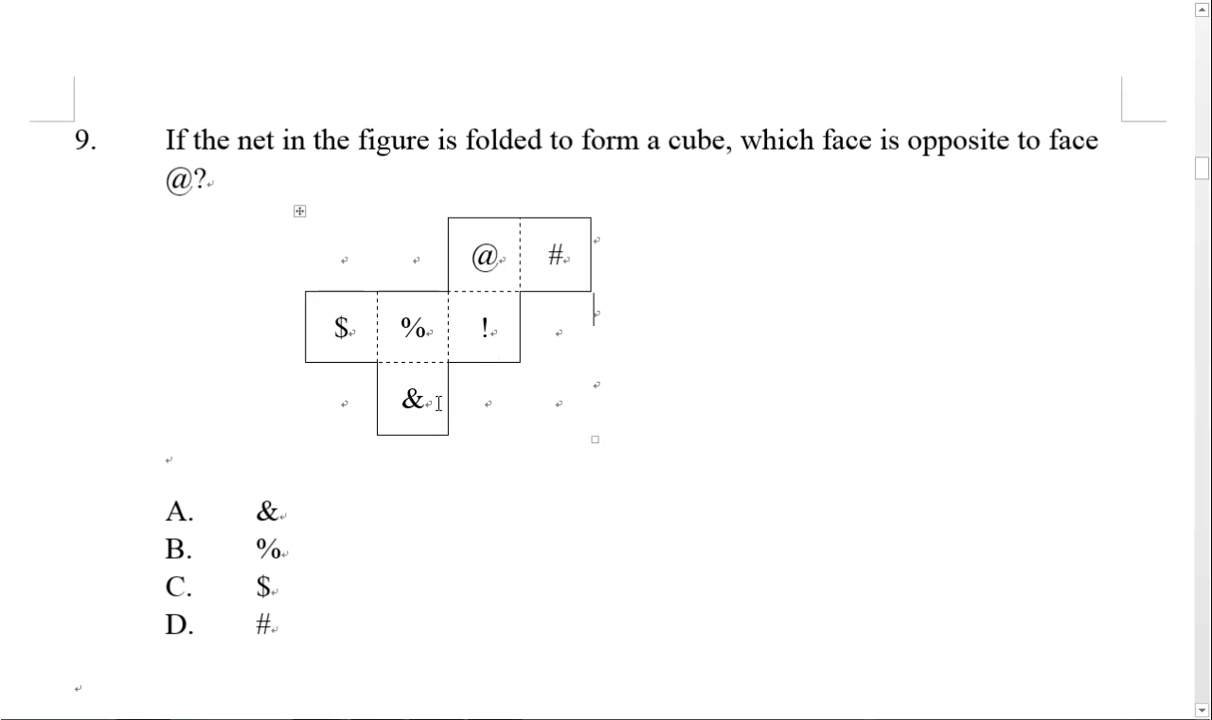 9. If the net in the figure is folded to form a cube, which face is opposite to face
@?
@ #
$ % !
&
A. &
B. %
C. $
D. #